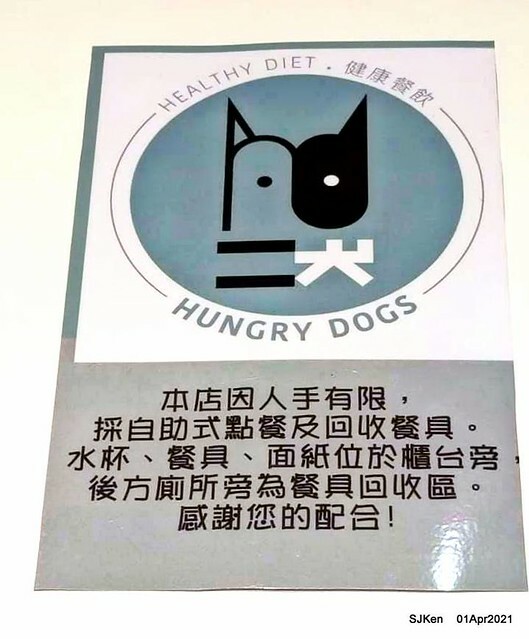 HEALTHY DIET . 健康餐飲
二犬
HUNGRY DOGS
本店因人手有限，
採自助式點餐及回收餐具。
水杯、餐具、面紙位於櫃台旁，
後方廁所旁為餐具回收區。
感謝您的配合!
SJKen 01Apr2021